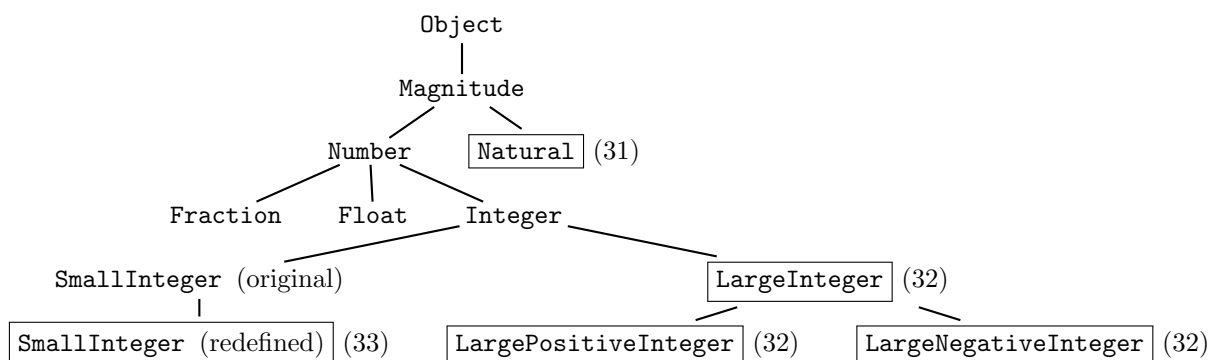 Object
Magnitude
Number Natural (31)
Fraction Float Integer
SmallInteger (original) LargeInteger (32)
SmallInteger (redefined) (33) LargePositiveInteger (32) LargeNegativeInteger (32)